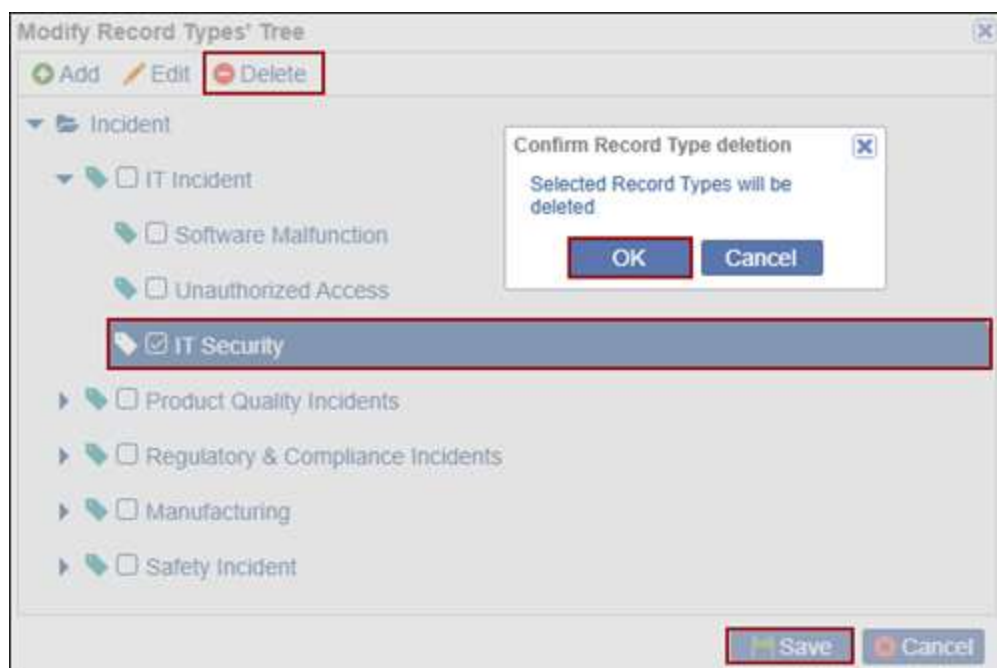 Modify Record Types' Tree
Add Edit Delete
Incident
IT Incident
Software Malfunction
Unauthorized Access
IT Security
Product Quality Incidents
Regulatory & Compliance Incidents
Manufacturing
Safety Incident
Confirm Record Type deletion
Selected Record Types will be
deleted
OK Cancel
Save Cancel